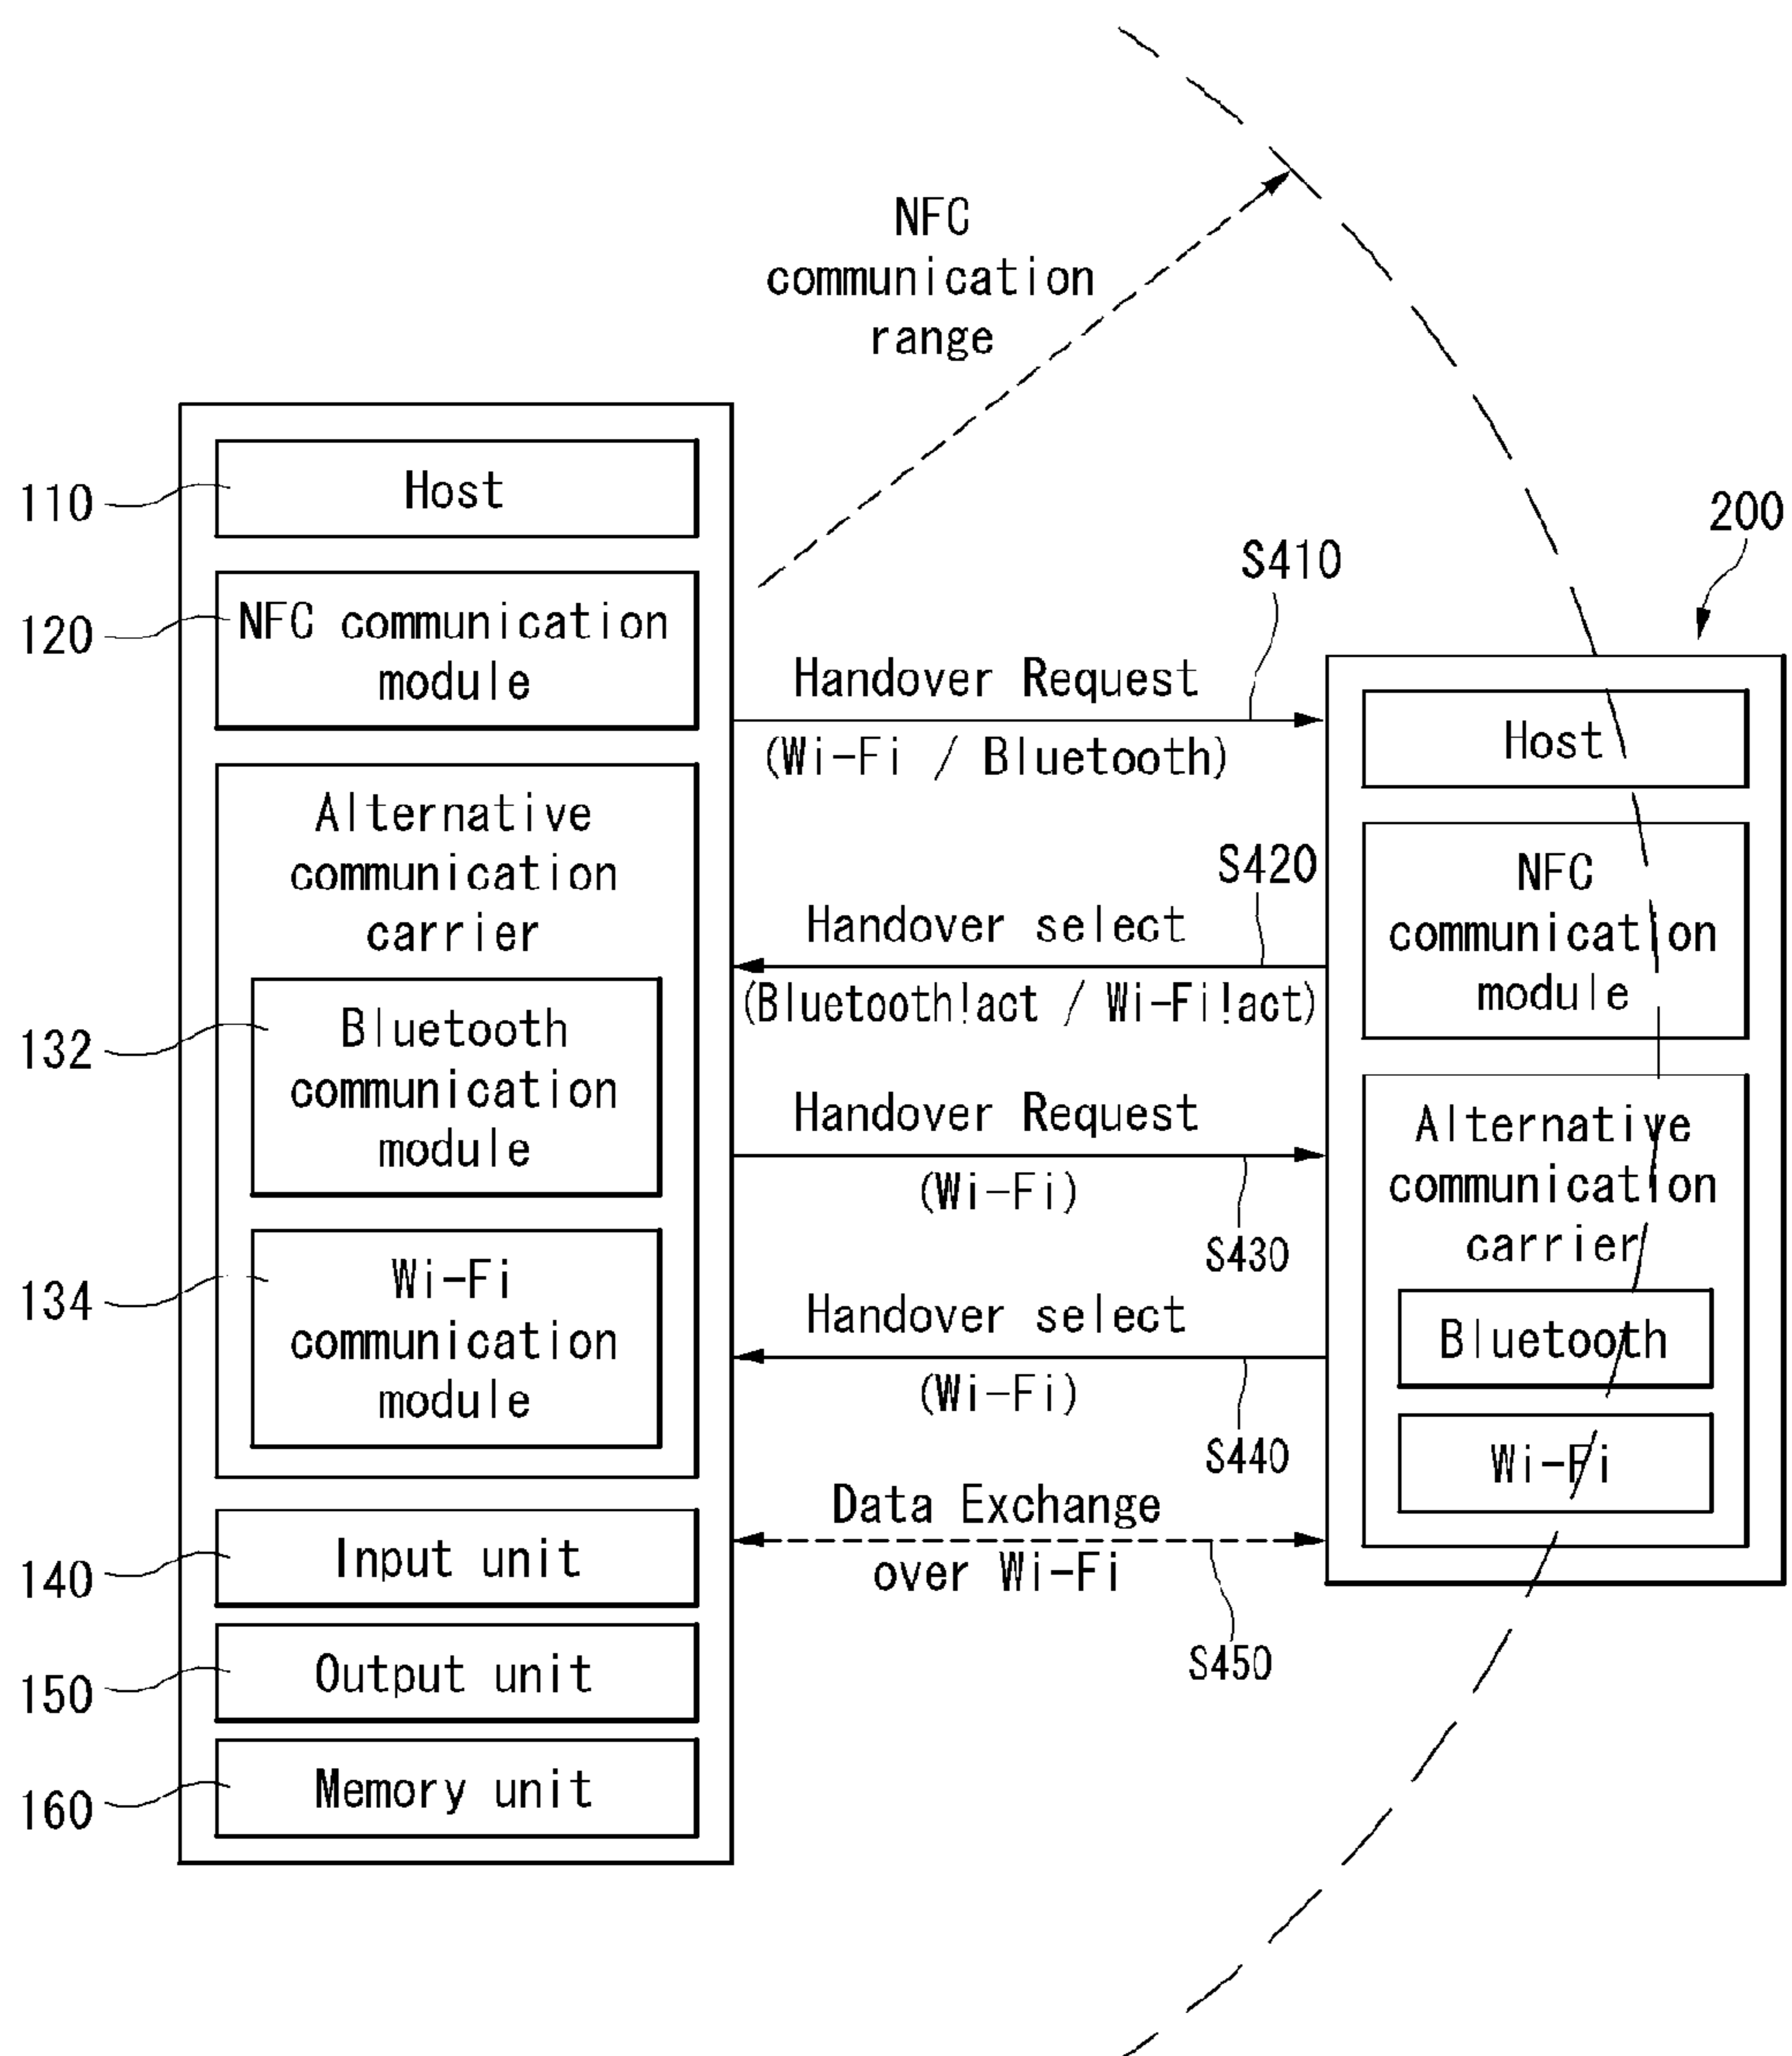 NFC
communication
range
110
Host
120
NFC communication
module
Alternative
communication
carrier
132
Bluetooth
communication
module
134
Wi-Fi
communication
module
140
Input unit
150
Output unit
160
Memory unit
S410
Handover Request
(Wi-Fi / Bluetooth)
S420
Handover select
(Bluetooth!act / Wi-Fi!act)
Handover Request
(Wi-Fi)
S430
Handover select
(Wi-Fi)
S440
Data Exchange
over Wi-Fi
S450
200
Host
NFC
communication
module
Alternative
communication
carrier
Bluetooth
Wi-Fi